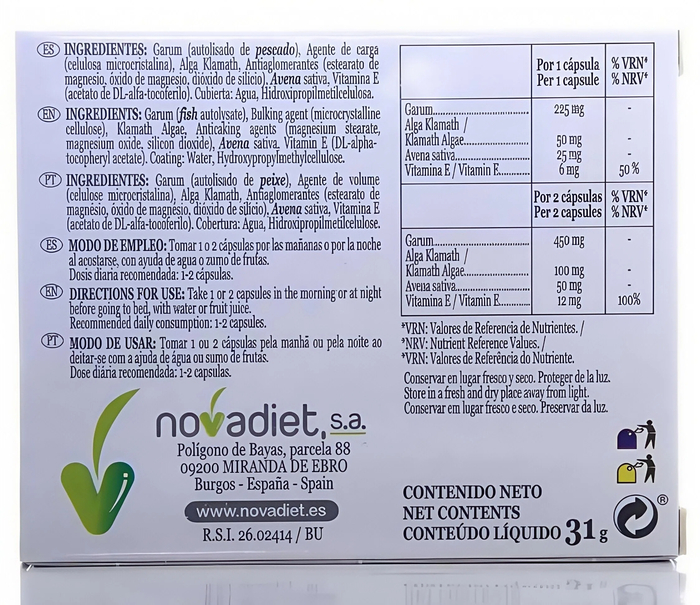 ES INGREDIENTES: Garum (autolisado de pescado), Agente de carga
(celulosa microcristalina), Alga Klamath, Antiaglomerantes (estearato de
magnesio, óxido de magnesio, dióxido de silicio), Avena sativa, Vitamina E
(acetato de DL-alfa-tocoferilo). Cubierta: Agua, Hidroxipropilmetilcelulosa.
EN INGREDIENTS: Garum (fish autolysate), Bulking agent (microcrystalline
cellulose), Klamath Algae, Anticaking agents (magnesium stearate,
magnesium oxide, silicon dioxide), Avena sativa. Vitamin E (DL-alpha-
tocopheryl acetate). Coating: Water, Hydroxypropylmethylcellulose.
PT INGREDIENTES: Garum (autolisado de peixe), Agente de volume
(celulose microcristalina), Alga Klamath, Antiaglomerantes (estearato de
magnésio, óxido de magnésio, dióxido de silício), Avena sativa, Vitamina E
(acetato de DL-alfa-tocoferilo). Cobertura: Agua, Hidroxipropilmetilcelulose.
ES MODO DE EMPLEO: Tomar 1 o 2 cápsulas por las mañanas o por la noche
al acostarse, con ayuda de agua o zumo de frutas.
Dosis diaria recomendada: 1-2 cápsulas.
EN DIRECTIONS FOR USE: Take 1 or 2 capsules in the morning or at night
before going to bed, with water or fruit juice.
Recommended daily consumption: 1-2 capsules.
PT MODO DE USAR: Tomar 1 ou 2 cápsulas pela manhã ou pela noite ao
deitar-se com a ajuda de água ou sumo de frutas.
Dose diária recomendada: 1-2 capsulas.
novadiet, s.a.
Polígono de Bayas, parcela 88
09200 MIRANDA DE EBRO
Burgos - España - Spain
www.novadiet.es
R.S.I. 26.02414 / BU
Por 1 cápsula % VRN*
Per 1 capsule % NRV*
Garum 225 mg -
Alga Klamath /
Klamath Algae 50 mg -
Avena sativa 25 mg -
Vitamina E / Vitamin E 6 mg 50 %
Por 2 cápsulas % VRN*
Per 2 capsules % NRV*
Garum 450 mg -
Alga Klamath /
Klamath Algae 100 mg -
Avena sativa 50 mg -
Vitamina E / Vitamin E 12 mg 100%
*VRN: Valores de Referencia de Nutrientes. /
*NRV: Nutrient Reference Values. /
*VRN: Valores de Referência do Nutriente.
Conservar en lugar fresco y seco. Proteger de la luz.
Store in a fresh and dry place away from light.
Conservar em lugar fresco e seco. Preservar da luz.
CONTENIDO NETO
NET CONTENTS
CONTEÚDO LÍQUIDO 31 g
®